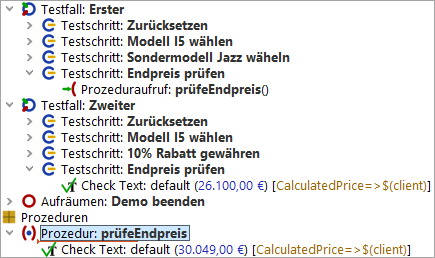 Testfall: Erster
Testschritt: Zurücksetzen
Testschritt: Modell I5 wählen
Testschritt: Sondermodell Jazz wäheln
Testschritt: Endpreis prüfen
Prozeduraufruf: prüfeEndpreis()
Testfall: Zweiter
Testschritt: Zurücksetzen
Testschritt: Modell I5 wählen
Testschritt: 10% Rabatt gewähren
Testschritt: Endpreis prüfen
Check Text: default (26.100,00 €) [CalculatedPrice=>$(client)]
Aufräumen: Demo beenden
Prozeduren
Prozedur: prüfeEndpreis
Check Text: default (30.049,00 €) [CalculatedPrice=>$(client)]